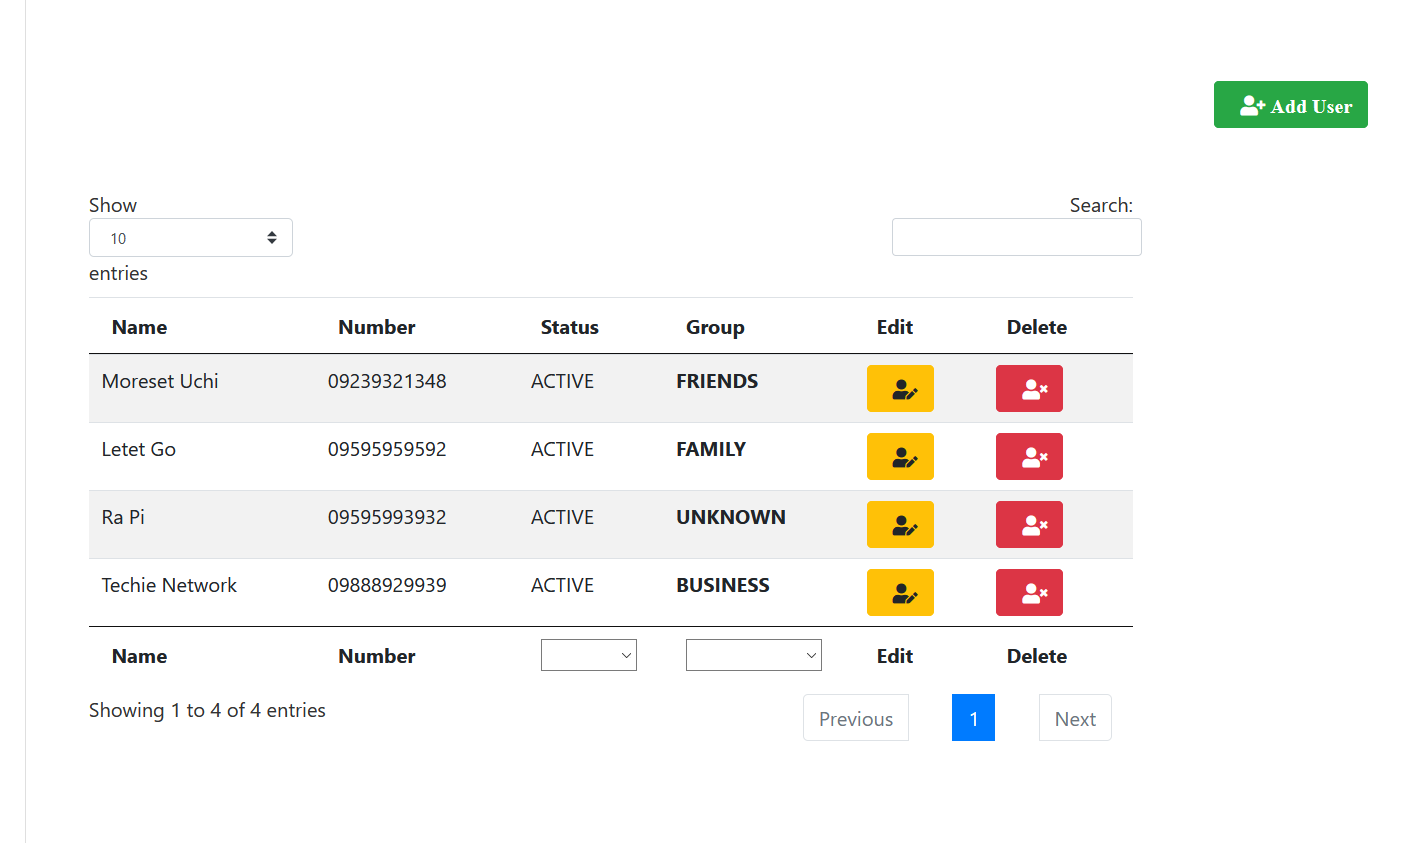 Add User
Show
Search:
10
entries
Name Number Status Group Edit Delete
Moreset Uchi 09239321348 ACTIVE FRIENDS
Letet Go 09595959592 ACTIVE FAMILY
Ra Pi 09595993932 ACTIVE UNKNOWN
Techie Network 09888929939 ACTIVE BUSINESS
Name Number Edit Delete
Showing 1 to 4 of 4 entries
Previous 1 Next